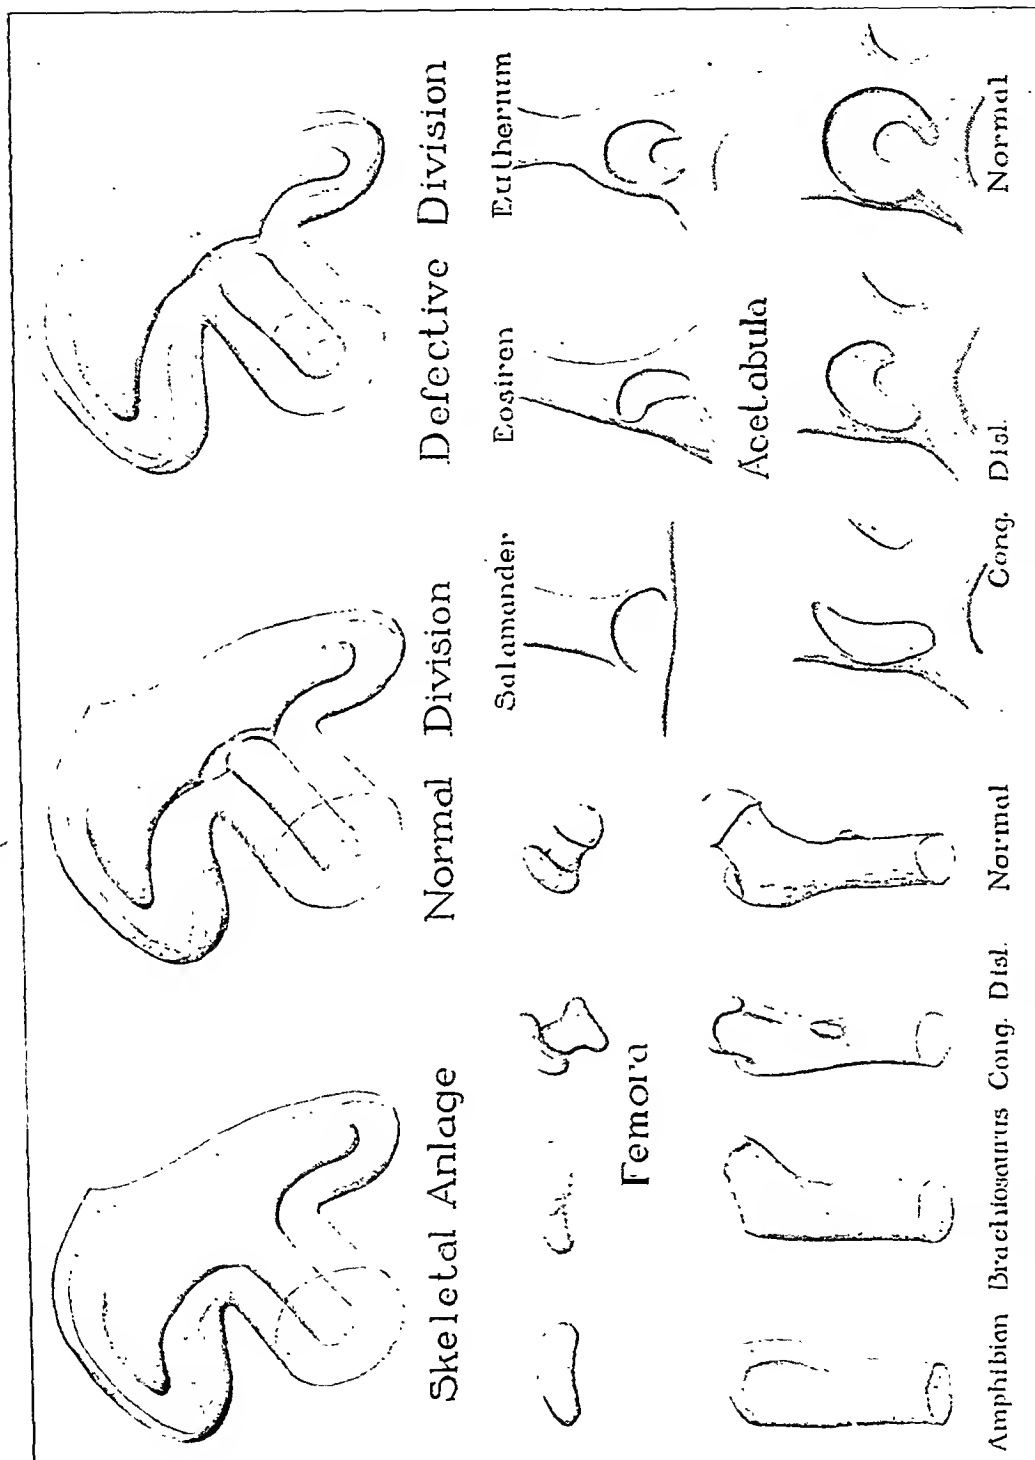 Skeletal Anlage
Normal Division
Defective Division
Salamander
Eosiren
Eutherium
Femora
Acetabula
Amphibian
Brachiosaurus
Cong. Disl.
Normal
Cong. Disl.
Normal